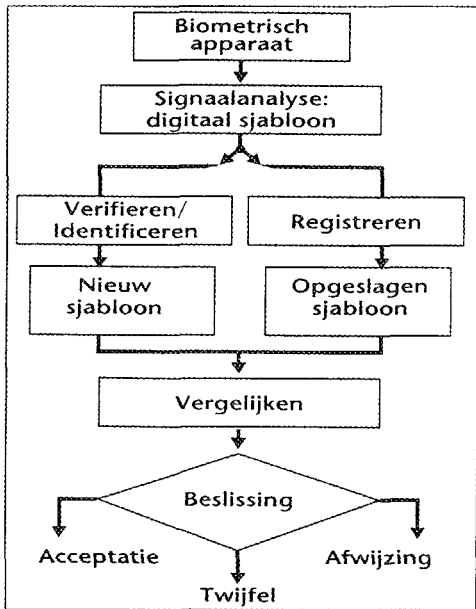 Biometrisch
apparaat
Signaalanalyse:
digitaal sjabloon
Verifieren/
Identificeren
Registreren
Nieuw
sjabloon
Opgeslagen
sjabloon
Vergelijken
Beslissing
Acceptatie
Afwijzing
Twijfel